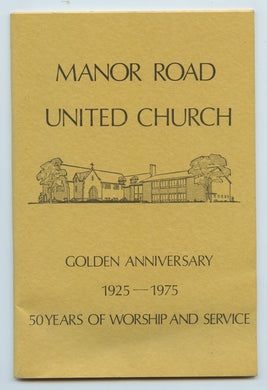 MANOR ROAD
UNITED CHURCH
GOLDEN ANNIVERSARY
1925—1975
50 YEARS OF WORSHIP AND SERVICE